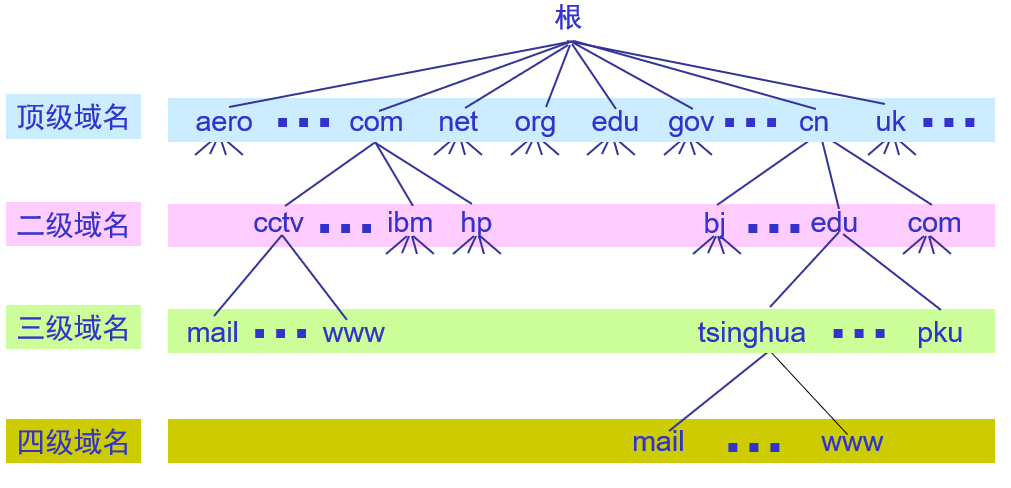 根
顶级域名 aero ... com net org edu gov ... cn uk ...
二级域名 cctv ... ibm hp bj ... edu com
三级域名 mail ... www tsinghua ... pku
四级域名 mail ... www